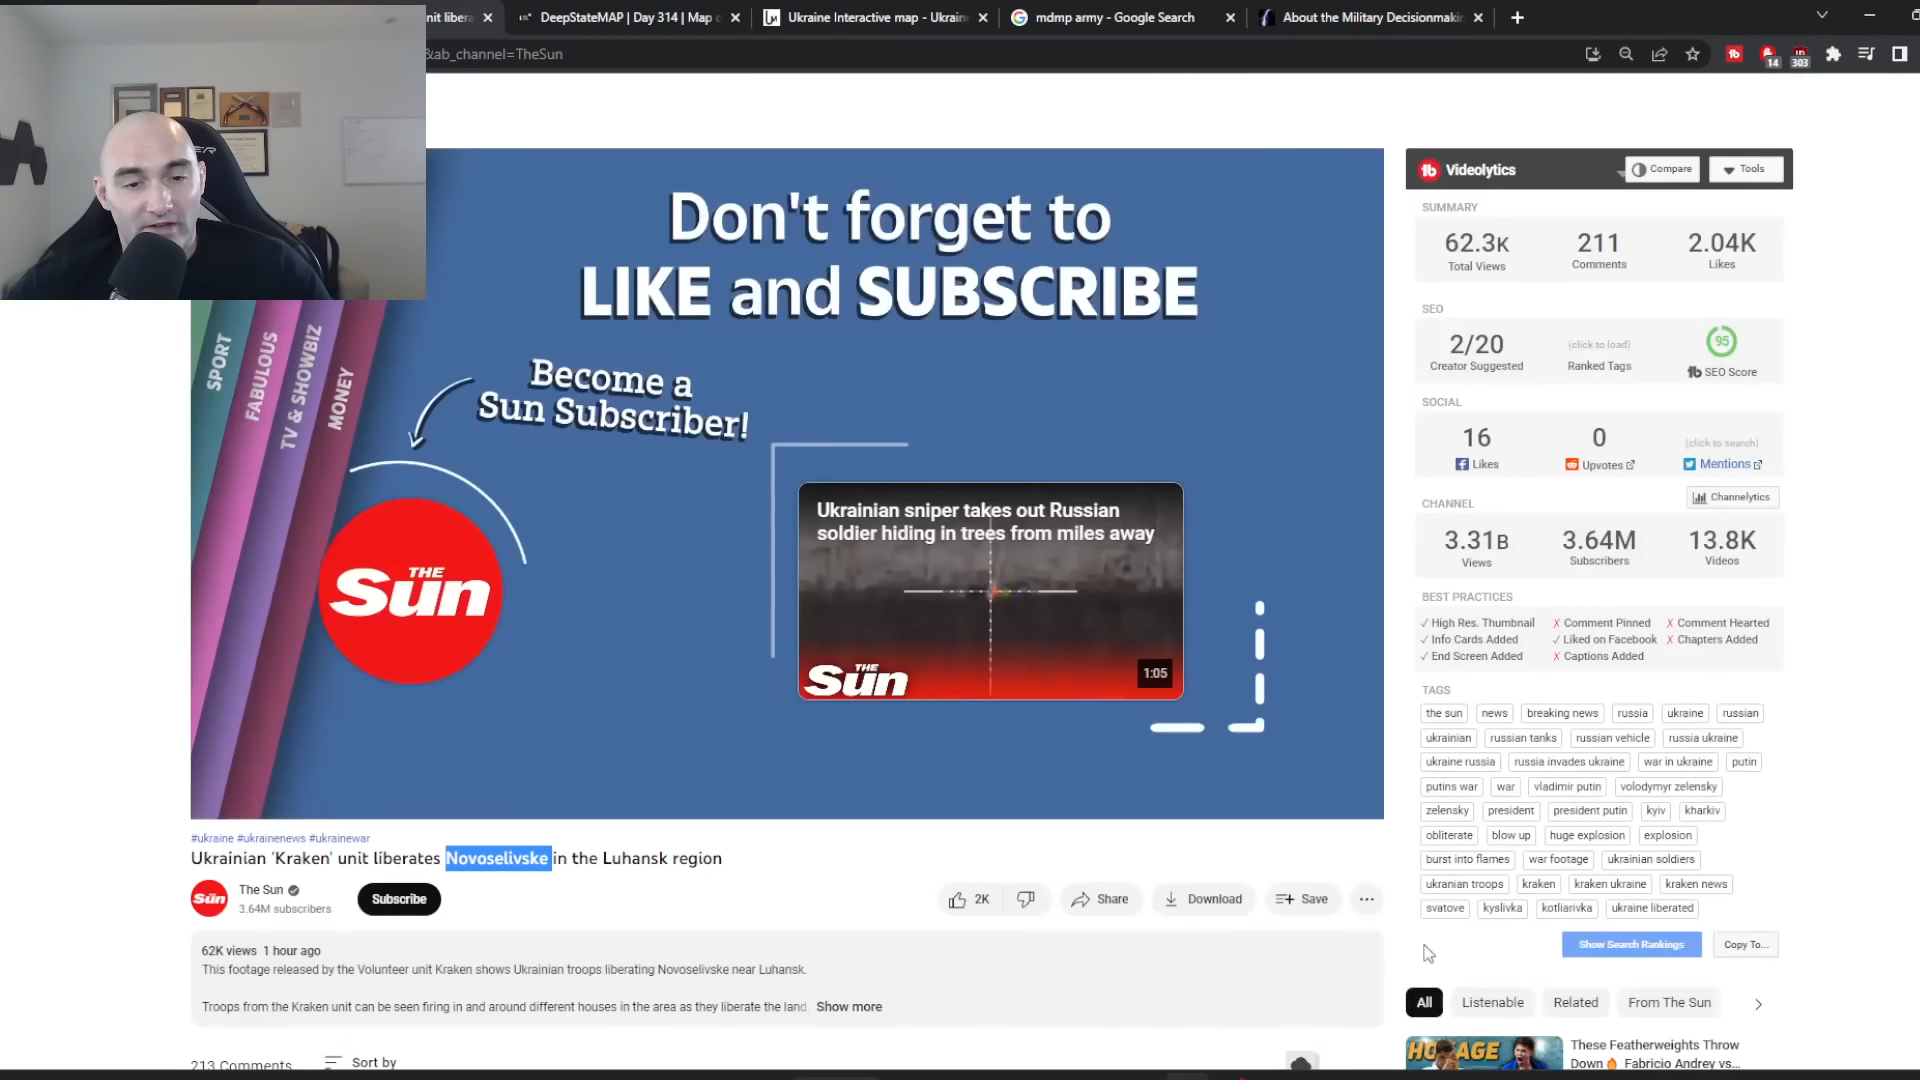 unit libera
DeepStateMAP | Day 314 | Map o
Ukraine Interactive map - Ukrain
mdmp army - Google Search
About the Military Decisionmaki
&ab_channel=TheSun
14
303
Don't forget to
LIKE and SUBSCRIBE
Become a
Sun Subscriber!
SPORT
FABULOUS
TV & SHOWBIZ
MONEY
THE
Sun
Ukrainian sniper takes out Russian
soldier hiding in trees from miles away
THE
Sun
1:05
#ukraine #ukrainenews #ukrainewar
Ukrainian 'Kraken' unit liberates Novoselivske in the Luhansk region
Sun
The Sun
3.64M subscribers
Subscribe
2K
Share
Download
Save
62K views 1 hour ago
This footage released by the Volunteer unit Kraken shows Ukrainian troops liberating Novoselivske near Luhansk.
Troops from the Kraken unit can be seen firing in and around different houses in the area as they liberate the land. Show more
213 Comments
Sort by
Videolytics
Compare
Tools
SUMMARY
62.3K
211
2.04K
Total Views
Comments
Likes
SEO
2/20
(click to load)
95
Creator Suggested
Ranked Tags
SEO Score
SOCIAL
16
0
(click to search)
Likes
Upvotes
Mentions
CHANNEL
Channelytics
3.31B
3.64M
13.8K
Views
Subscribers
Videos
BEST PRACTICES
✓ High Res. Thumbnail ✗ Comment Pinned ✗ Comment Hearted
✓ Info Cards Added ✓ Liked on Facebook ✗ Chapters Added
✓ End Screen Added ✗ Captions Added
TAGS
the sun news breaking news russia ukraine russian
ukrainian russian tanks russian vehicle russia ukraine
ukraine russia russia invades ukraine war in ukraine putin
putins war war vladimir putin volodymyr zelensky
zelensky president president putin kyiv kharkiv
obliterate blow up huge explosion explosion
burst into flames war footage ukrainian soldiers
ukranian troops kraken kraken ukraine kraken news
svatove kyslivka kotliarivka ukraine liberated
Show Search Rankings
Copy To...
All
Listenable
Related
From The Sun
These Featherweights Throw
Down 🔥 Fabricio Andrey vs...